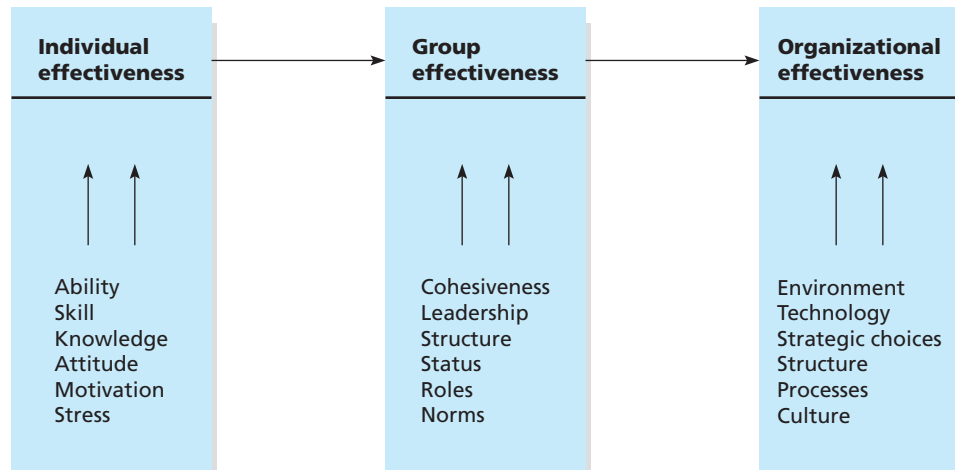 Individual
effectiveness
Ability
Skill
Knowledge
Attitude
Motivation
Stress
Group
effectiveness
Cohesiveness
Leadership
Structure
Status
Roles
Norms
Organizational
effectiveness
Environment
Technology
Strategic choices
Structure
Processes
Culture